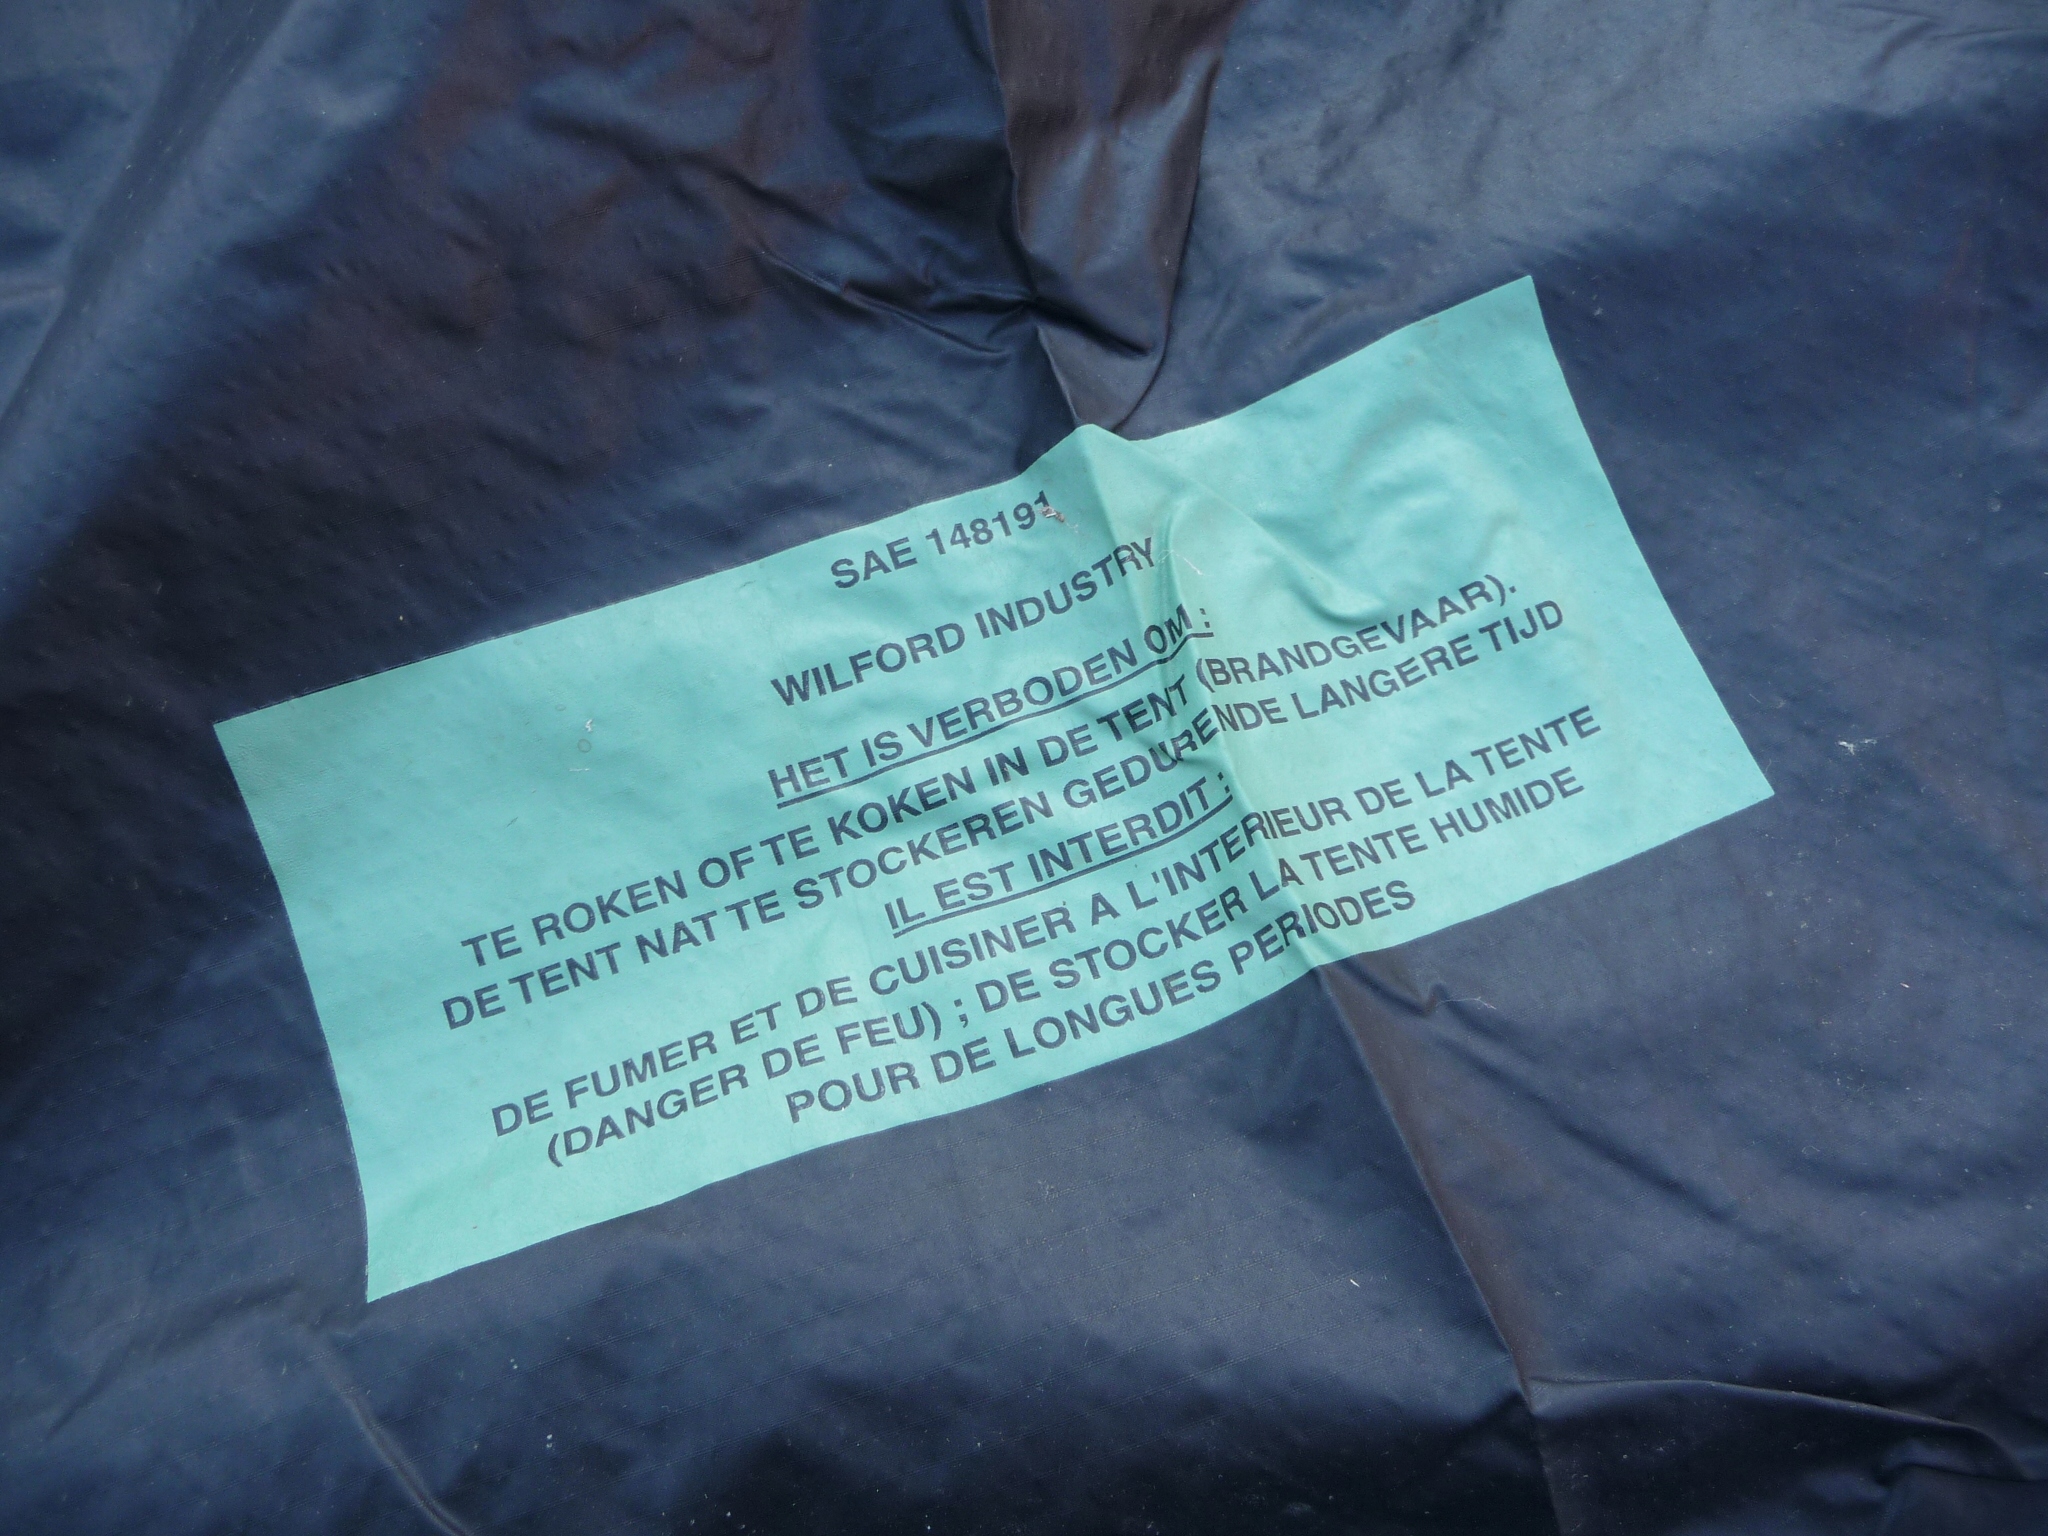 SAE 148191
WILFORD INDUSTRY
HET IS VERBODEN OM :
TE ROKEN OF TE KOKEN IN DE TENT (BRANDGEVAAR).
DE TENT NAT TE STOCKEREN GEDURENDE LANGERE TIJD
IL EST INTERDIT :
DE FUMER ET DE CUISINER A L'INTERIEUR DE LA TENTE
(DANGER DE FEU) ; DE STOCKER LA TENTE HUMIDE
POUR DE LONGUES PERIODES